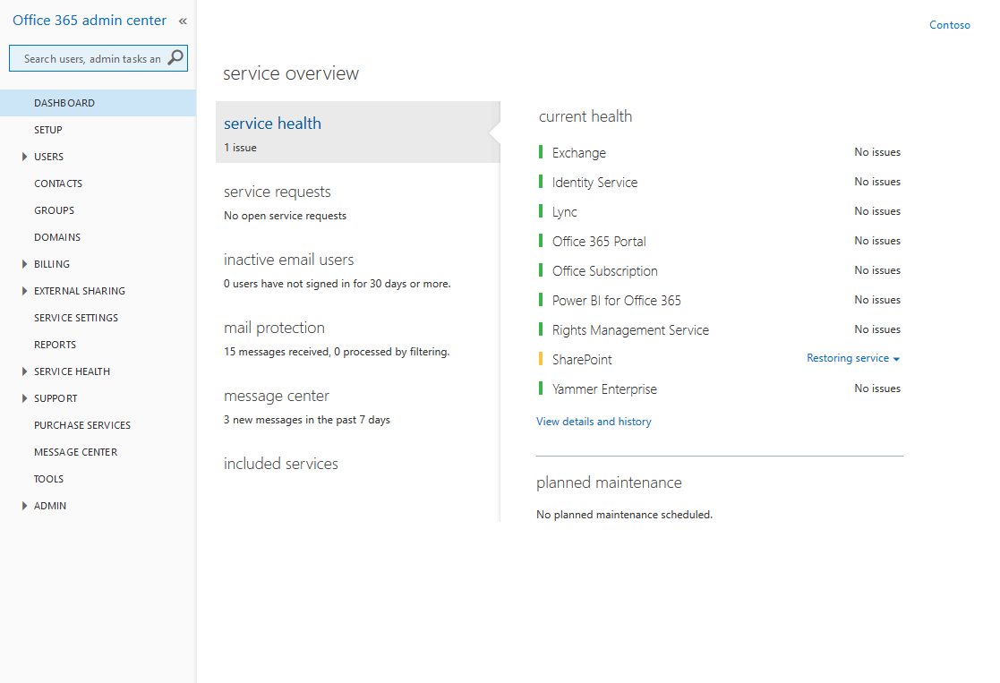 Office 365 admin center «
Search users, admin tasks an
DASHBOARD
SETUP
USERS
CONTACTS
GROUPS
DOMAINS
BILLING
EXTERNAL SHARING
SERVICE SETTINGS
REPORTS
SERVICE HEALTH
SUPPORT
PURCHASE SERVICES
MESSAGE CENTER
TOOLS
ADMIN
Contoso
service overview
service health
1 issue
service requests
No open service requests
inactive email users
0 users have not signed in for 30 days or more.
mail protection
15 messages received, 0 processed by filtering.
message center
3 new messages in the past 7 days
included services
current health
Exchange No issues
Identity Service No issues
Lync No issues
Office 365 Portal No issues
Office Subscription No issues
Power BI for Office 365 No issues
Rights Management Service No issues
SharePoint Restoring service
Yammer Enterprise No issues
View details and history
planned maintenance
No planned maintenance scheduled.